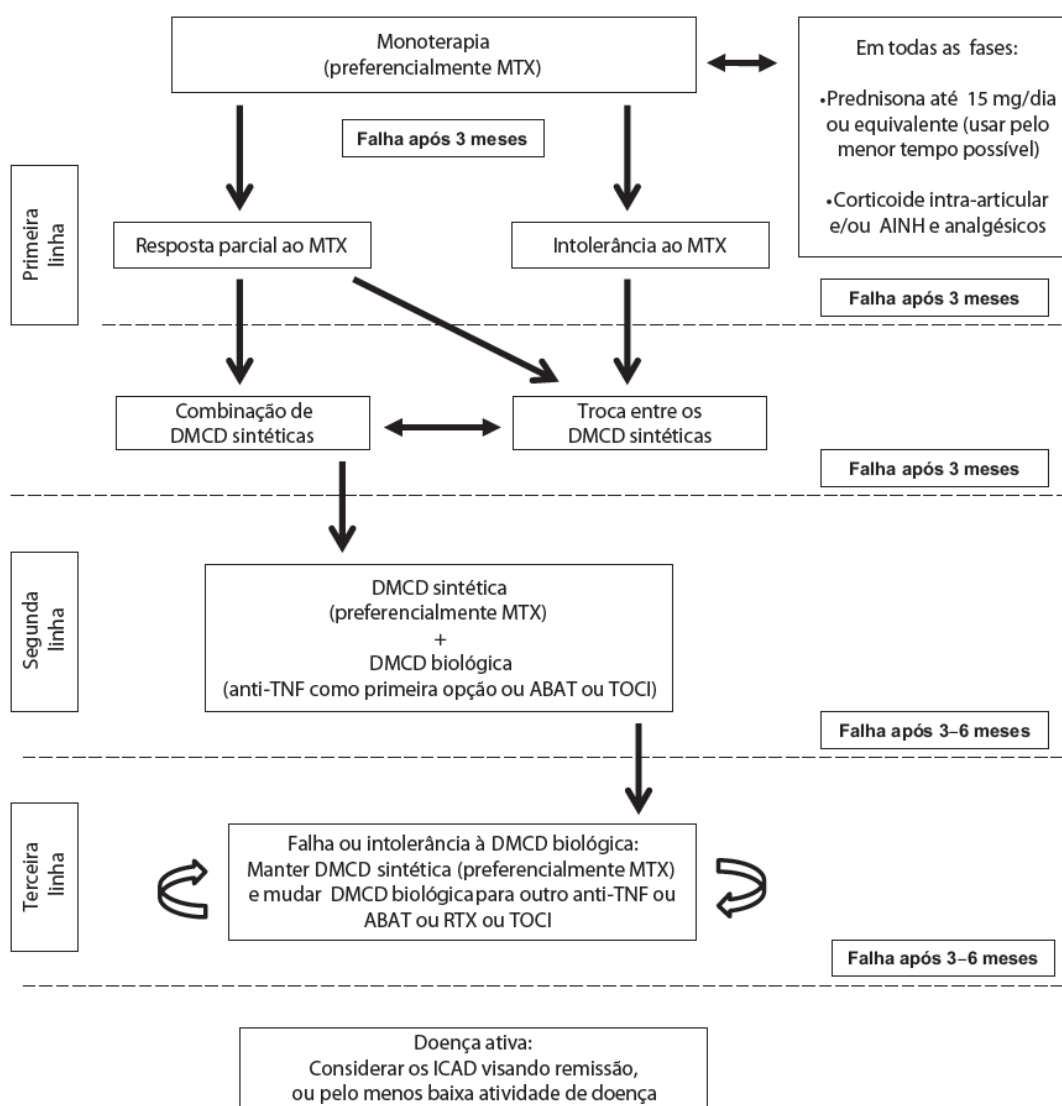 Monoterapia
(preferencialmente MTX)
Em todas as fases:
•Prednisona até 15 mg/dia
ou equivalente (usar pelo
menor tempo possível)
•Corticoide intra-articular
e/ou AINH e analgésicos
Falha após 3 meses
Primeira
linha
Resposta parcial ao MTX
Intolerância ao MTX
Falha após 3 meses
Combinação de
DMCD sintéticas
Troca entre os
DMCD sintéticas
Falha após 3 meses
Segunda
linha
DMCD sintética
(preferencialmente MTX)
+
DMCD biológica
(anti-TNF como primeira opção ou ABAT ou TOCI)
Falha após 3–6 meses
Terceira
linha
Falha ou intolerância à DMCD biológica:
Manter DMCD sintética (preferencialmente MTX)
e mudar DMCD biológica para outro anti-TNF ou
ABAT ou RTX ou TOCI
Falha após 3–6 meses
Doença ativa:
Considerar os ICAD visando remissão,
ou pelo menos baixa atividade de doença